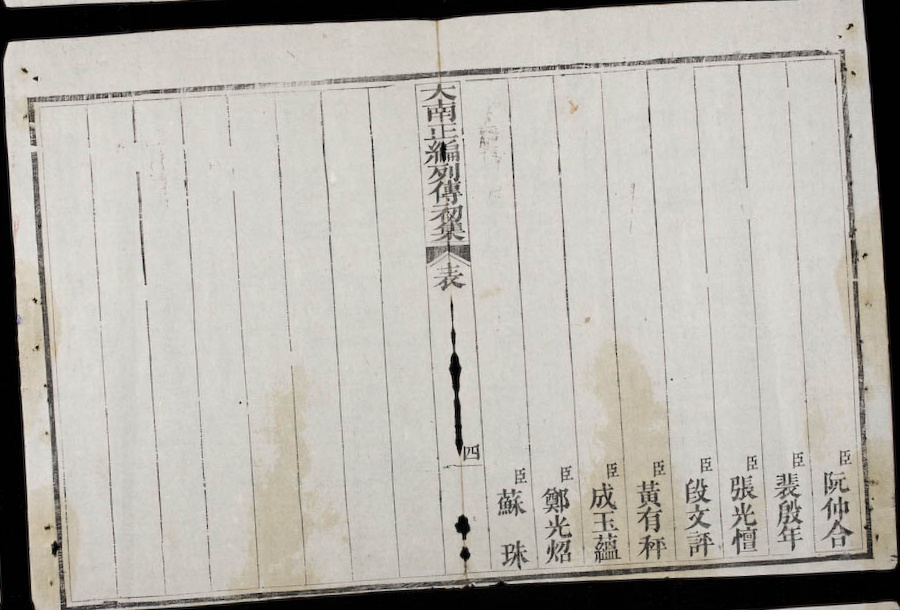 臣阮仲合
臣裴殷年
臣張光憻
臣段文評
臣黃有秤
臣成玉蘊
臣鄭光炤
臣蘇珠
大南正編列傳初集
表
四